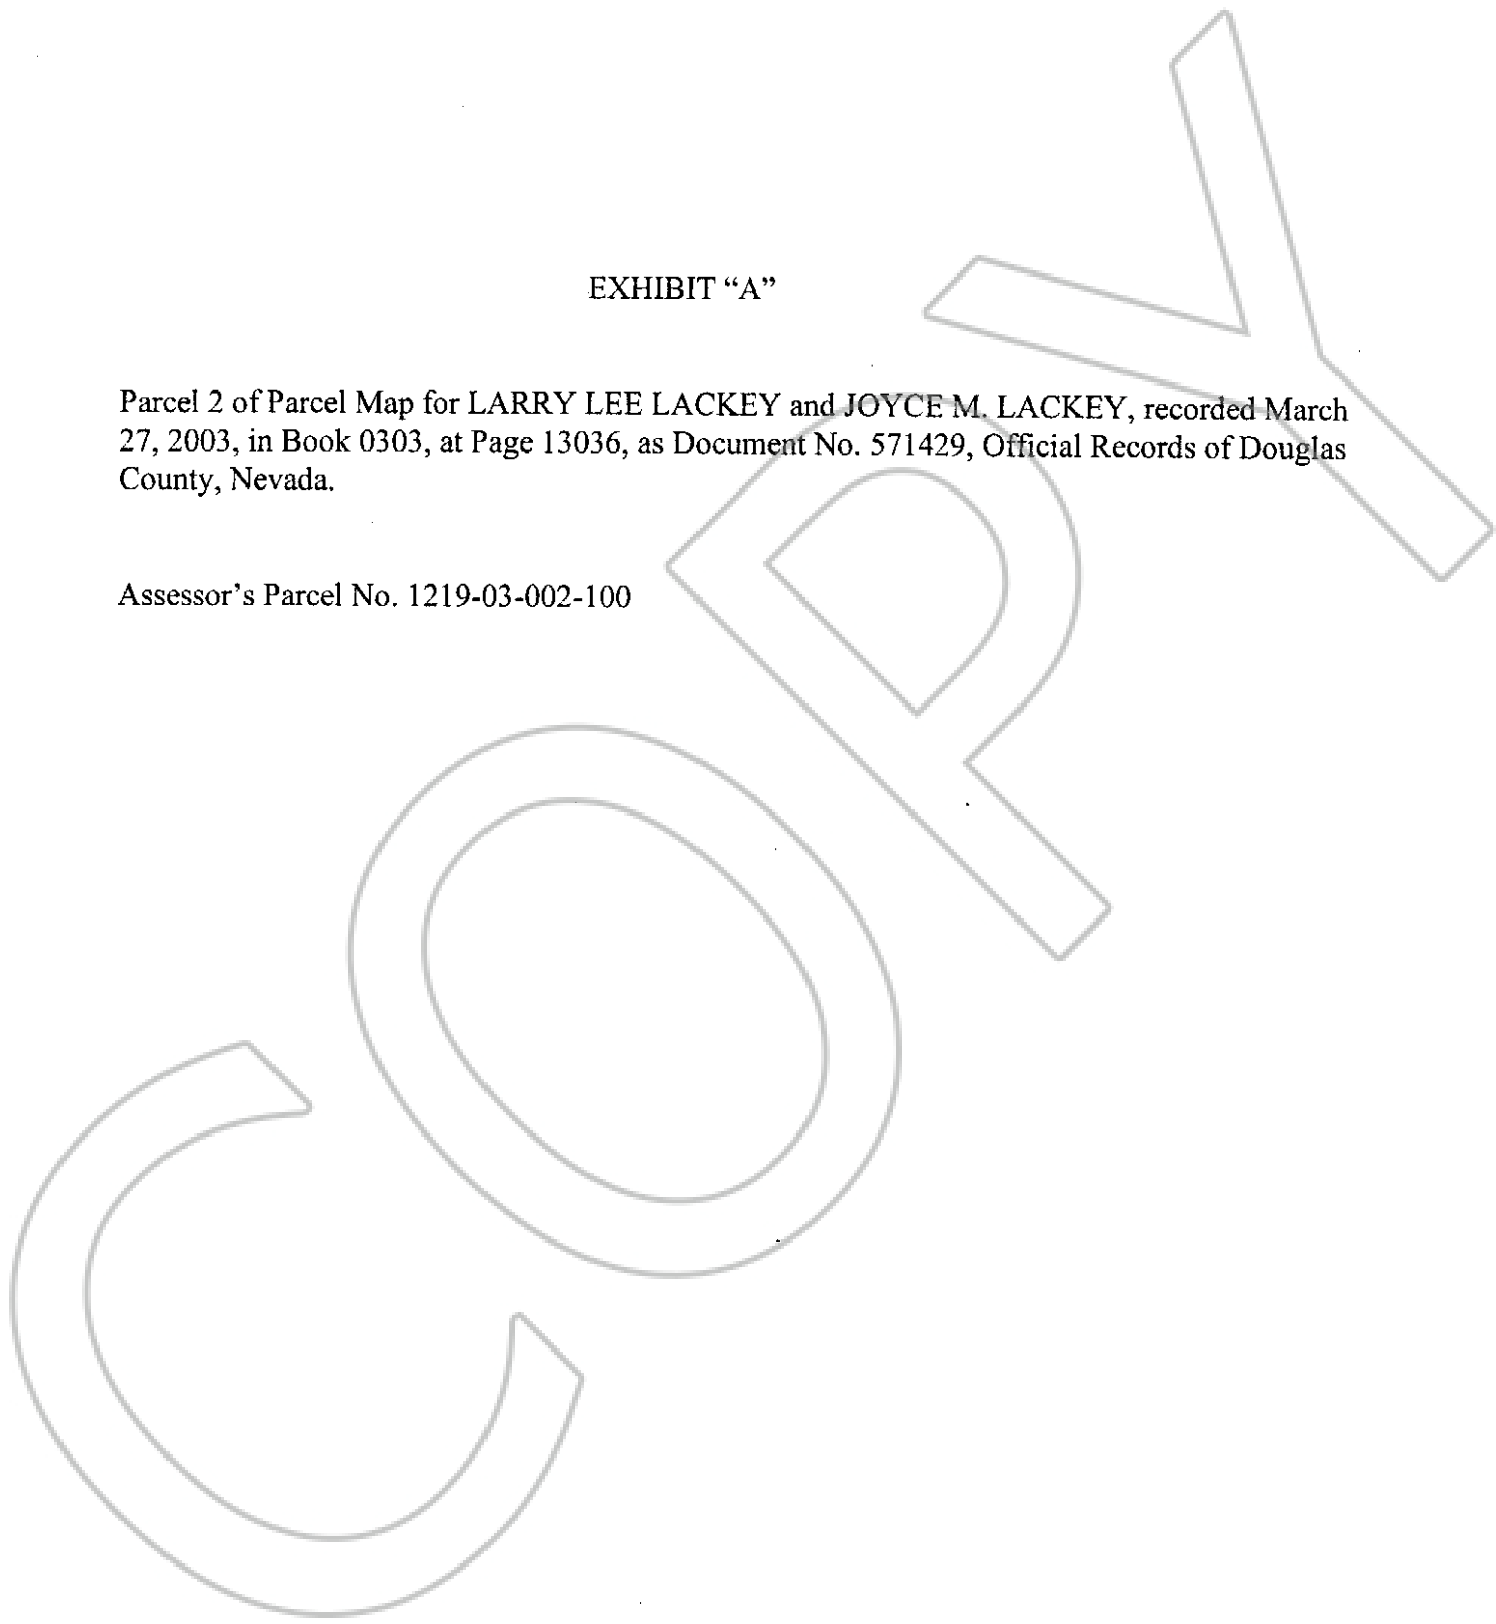 EXHIBIT “A”
Parcel 2 of Parcel Map for LARRY LEE LACKEY and JOYCE M. LACKEY, recorded March
27, 2003, in Book 0303, at Page 13036, as Document No. 571429, Official Records of Douglas
County, Nevada.
Assessor’s Parcel No. 1219-03-002-100
COPY